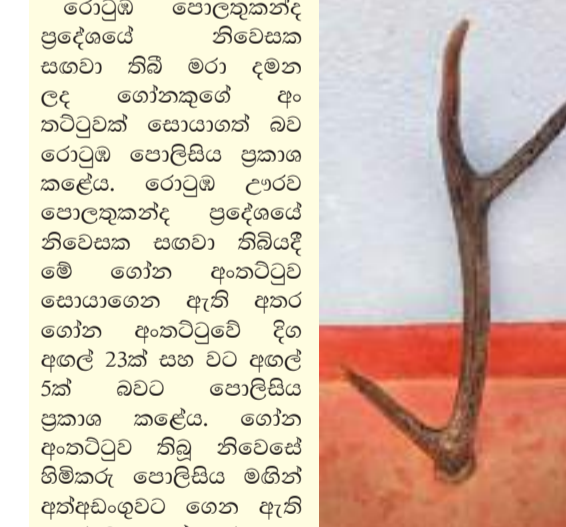 රොටුඹ පොලතුකන්ද
ප්‍රදේශයේ නිවෙසක
සඟවා තිබී මරා දමන
ලද ගෝනකුගේ අං
තට්ටුවක් සොයාගත් බව
රොටුඹ පොලිසිය ප්‍රකාශ
කළේය. රොටුඹ ඌරව
පොලතුකන්ද ප්‍රදේශයේ
නිවෙසක සඟවා තිබියදී
මේ ගෝන අංතට්ටුව
සොයාගෙන ඇති අතර
ගෝන අංතට්ටුවේ දිග
අඟල් 23ක් සහ වට අඟල්
5ක් බවට පොලිසිය
ප්‍රකාශ කළේය. ගෝන
අංතට්ටුව තිබූ නිවෙසේ
හිමිකරු පොලිසිය මඟින්
අත්අඩංගුවට ගෙන ඇති